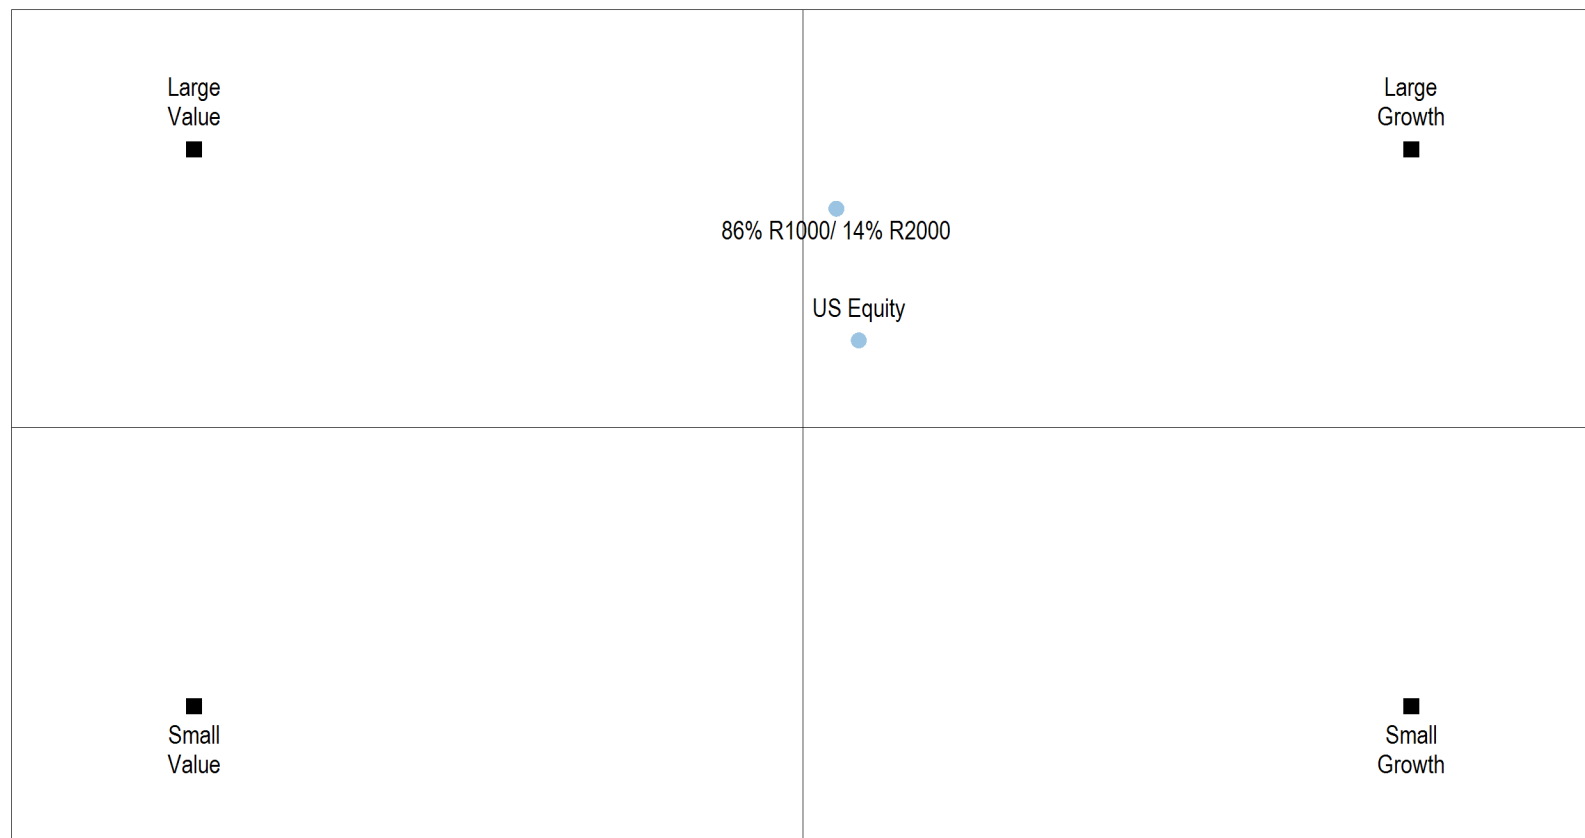 Large
Value
Large
Growth
86% R1000/ 14% R2000
US Equity
Small
Value
Small
Growth